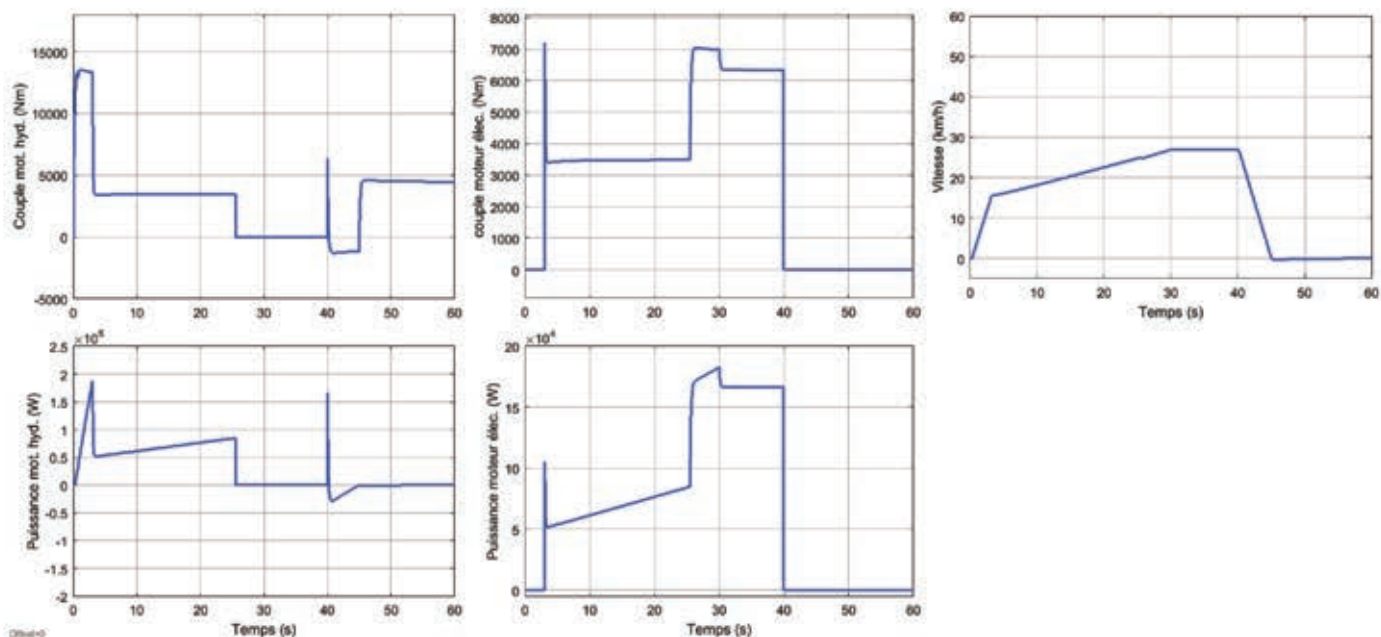 Couple mot. hyd. (Nm)
15000
10000
5000
0
-5000
0 10 20 30 40 50 60
couple moteur élec. (Nm)
8000
7000
6000
5000
4000
3000
2000
1000
0
0 10 20 30 40 50 60
Vitesse (km/h)
60
50
40
30
20
10
0
0 10 20 30 40 50 60
Temps (s)
Puissance mot. hyd. (W)
2.5
2
1.5
1
0.5
0
-0.5
-1
-1.5
-2
0 10 20 30 40 50 60
Temps (s)
Puissance moteur élec. (W)
20
15
10
5
0
0 10 20 30 40 50 60
Temps (s)